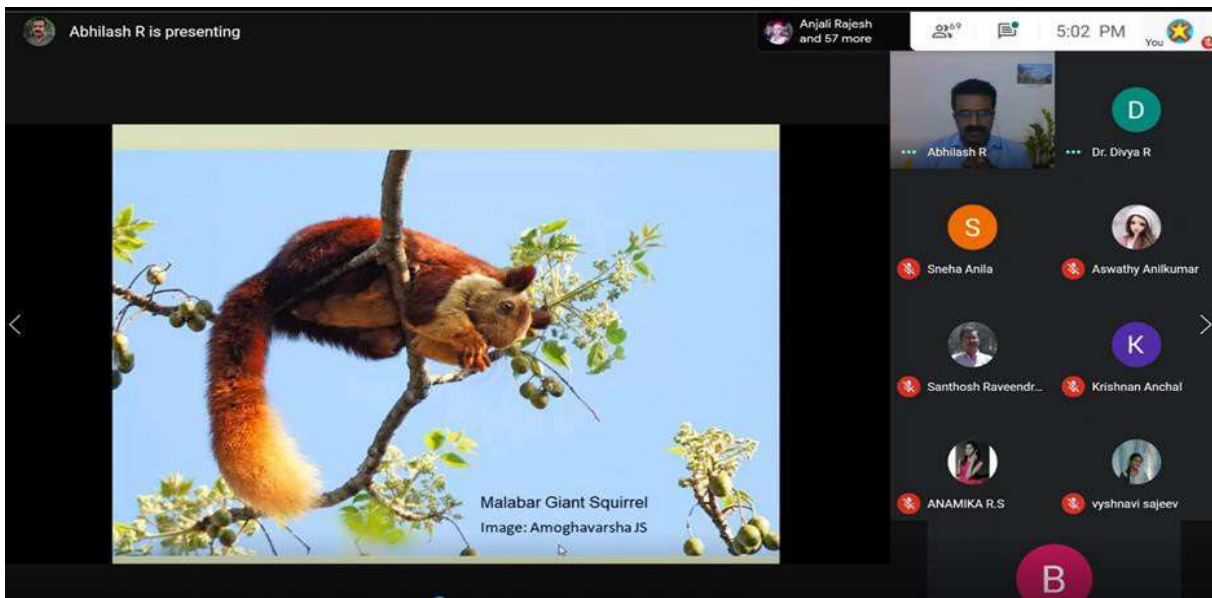 Abhilash R is presenting
Anjali Rajesh
and 57 more
69
5:02 PM
You
Abhilash R
D
Dr. Divya R
S
Sneha Anila
Aswathy Anilkumar
Santhosh Raveendr...
K
Krishnan Anchal
ANAMIKA R.S
vyshnavi sajeev
B
Malabar Giant Squirrel
Image: Amoghavarsha JS